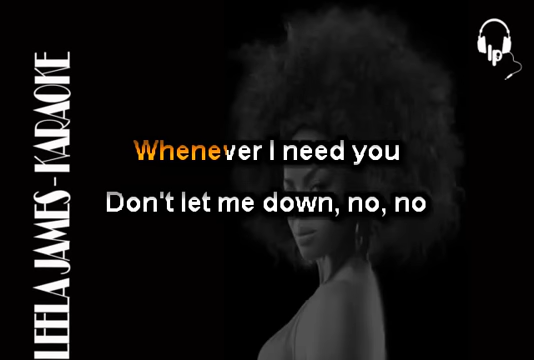 LEELA JAMES-KARAOKE
Whenever I need you
Don't let me down, no, no
lp